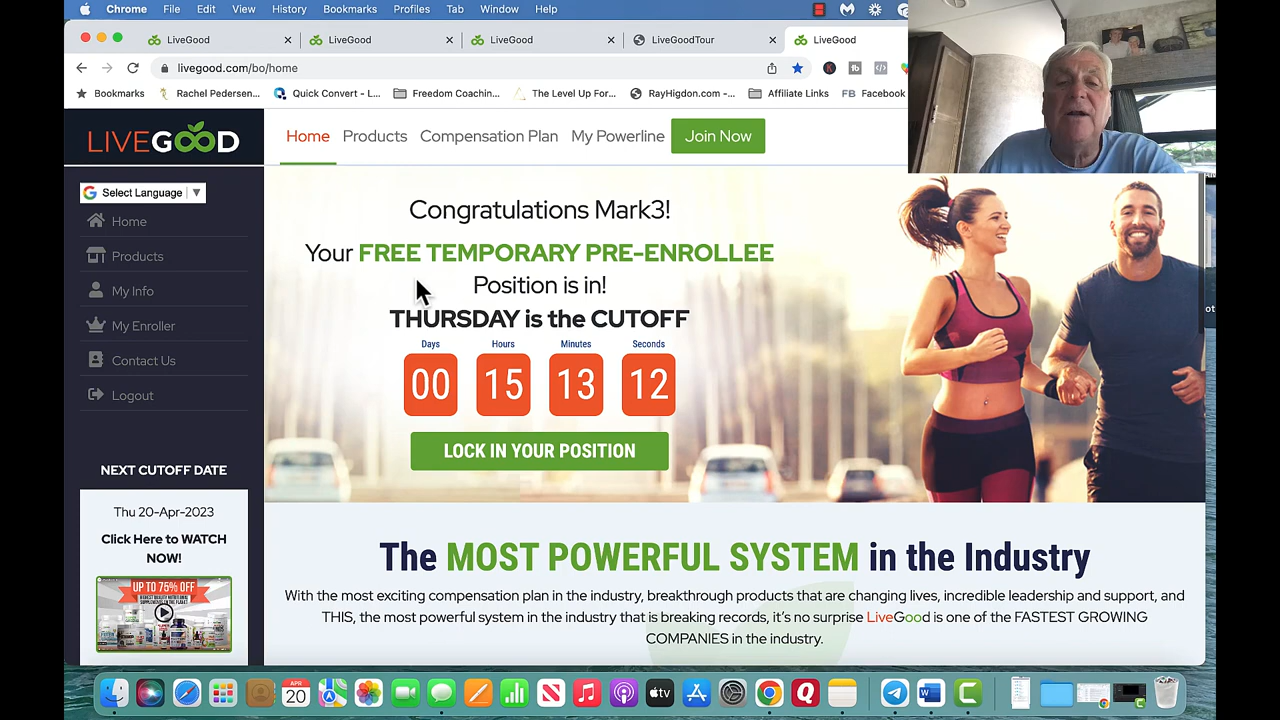 Chrome File Edit View History Bookmarks Profiles Tab Window Help
LiveGood LiveGood Livegood LiveGoodTour LiveGood
livegood.com/bo/home
Bookmarks Rachel Pedersen... Quick Convert - L... Freedom Coachin... The Level Up For... RayHigdon.com -... Affiliate Links FB Facebook
LIVEGOOD
Home Products Compensation Plan My Powerline Join Now
Select Language
Home
Products
My Info
My Enroller
Contact Us
Logout
NEXT CUTOFF DATE
Thu 20-Apr-2023
Click Here to WATCH
NOW!
UP TO 75% OFF
Congratulations Mark3!
Your FREE TEMPORARY PRE-ENROLLEE
Position is in!
THURSDAY is the CUTOFF
Days Hours Minutes Seconds
00 15 13 12
LOCK IN YOUR POSITION
The MOST POWERFUL SYSTEM in the Industry
With the most exciting compensation plan in the industry, breakthrough products that are changing lives, incredible leadership and support, and
THIS, the most powerful system in the industry that is breaking records, it's no surprise LiveGood is one of the FASTEST GROWING
COMPANIES in the industry.
APR
20
tv